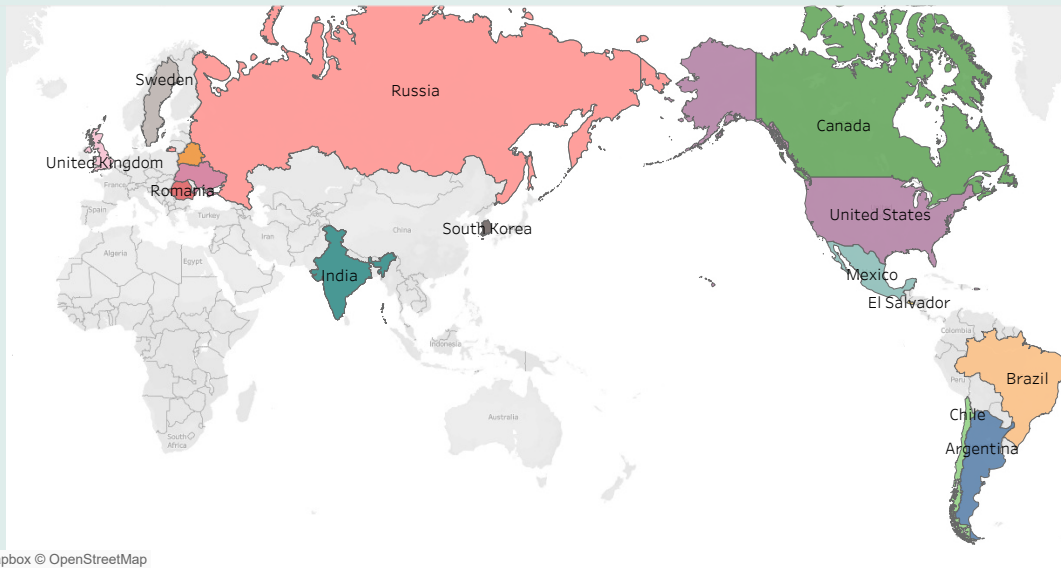 Sweden
Russia
Canada
United Kingdom
France
Romania
Spain
Turkey
United States
South Korea
China
Iran
Algeria
Egypt
India
Mexico
El Salvador
Colombia
Indonesia
Peru
Brazil
Chile
Australia
South
Africa
Argentina
pbox © OpenStreetMap